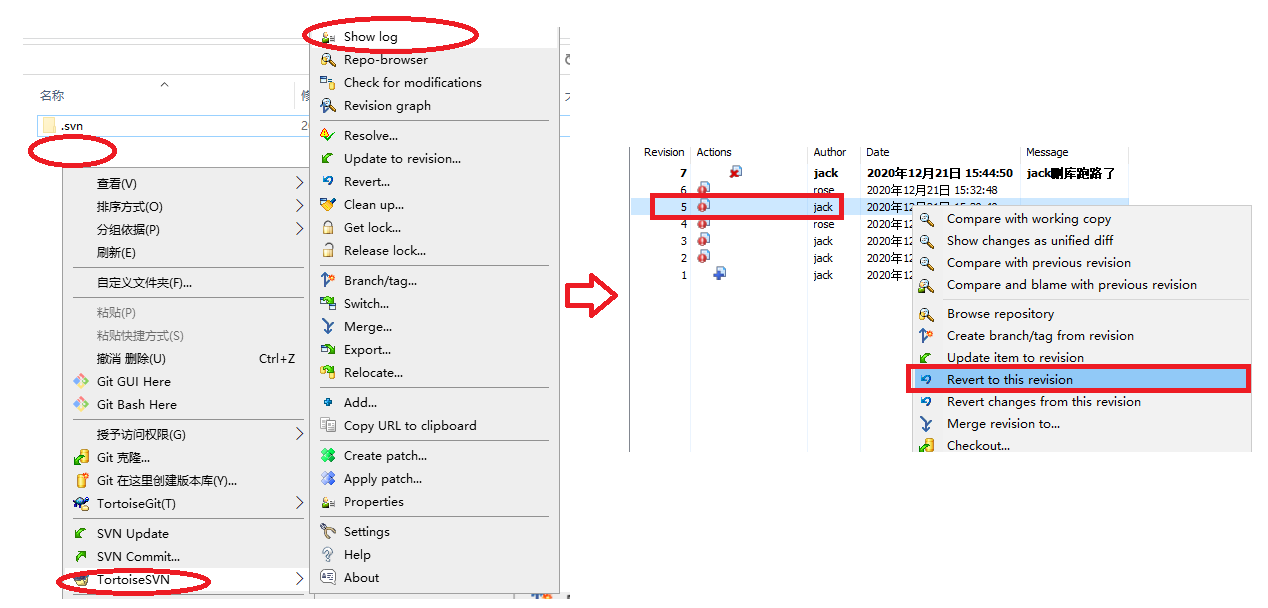 名称
修
.svn
查看(V)
排序方式(O)
分组依据(P)
刷新(E)
自定义文件夹(F)...
粘贴(P)
粘贴快捷方式(S)
撤消 删除(U) Ctrl+Z
Git GUI Here
Git Bash Here
授予访问权限(G)
Git 克隆...
Git 在这里创建版本库(Y)...
TortoiseGit(T)
SVN Update
SVN Commit...
TortoiseSVN
Show log
Repo-browser
Check for modifications
Revision graph
Resolve...
Update to revision...
Revert...
Clean up...
Get lock...
Release lock...
Branch/tag...
Switch...
Merge...
Export...
Relocate...
Add...
Copy URL to clipboard
Create patch...
Apply patch...
Properties
Settings
Help
About
Revision Actions Author Date Message
7 jack 2020年12月21日 15:44:50 jack删库跑路了
6 rose 2020年12月21日 15:32:48
5 jack 2020年12月21日
4 rose 2020年12
3 jack 2020年12
2 jack 2020年12
1 jack 2020年12
Compare with working copy
Show changes as unified diff
Compare with previous revision
Compare and blame with previous revision
Browse repository
Create branch/tag from revision
Update item to revision
Revert to this revision
Revert changes from this revision
Merge revision to...
Checkout...